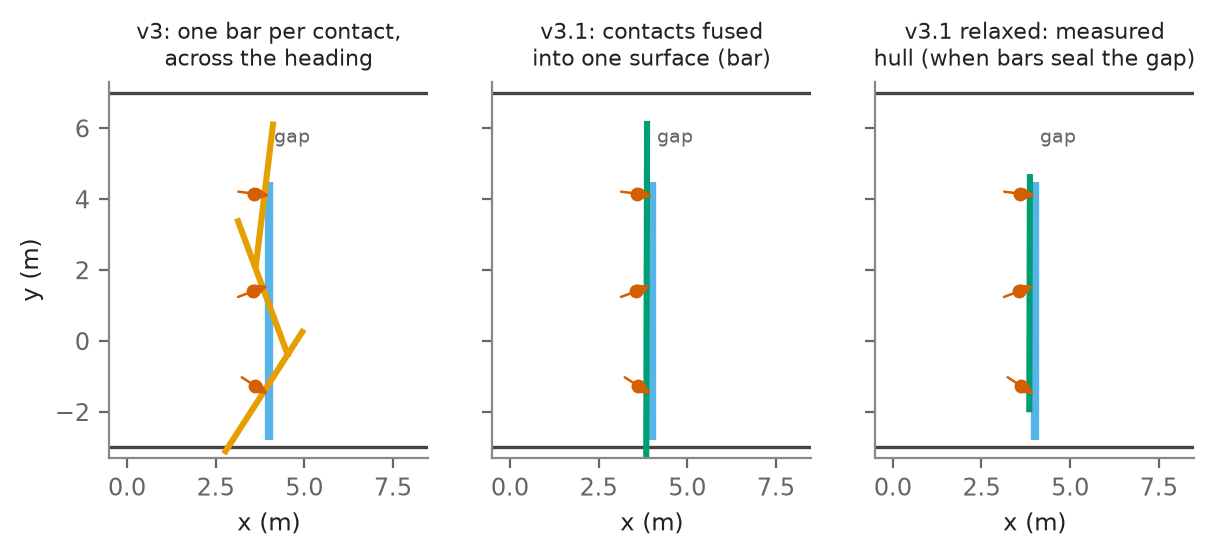 v3: one bar per contact,
across the heading
v3.1: contacts fused
into one surface (bar)
v3.1 relaxed: measured
hull (when bars seal the gap)
gap
gap
gap
y (m)
6
4
2
0
−2
0.0 2.5 5.0 7.5
0.0 2.5 5.0 7.5
0.0 2.5 5.0 7.5
x (m)
x (m)
x (m)